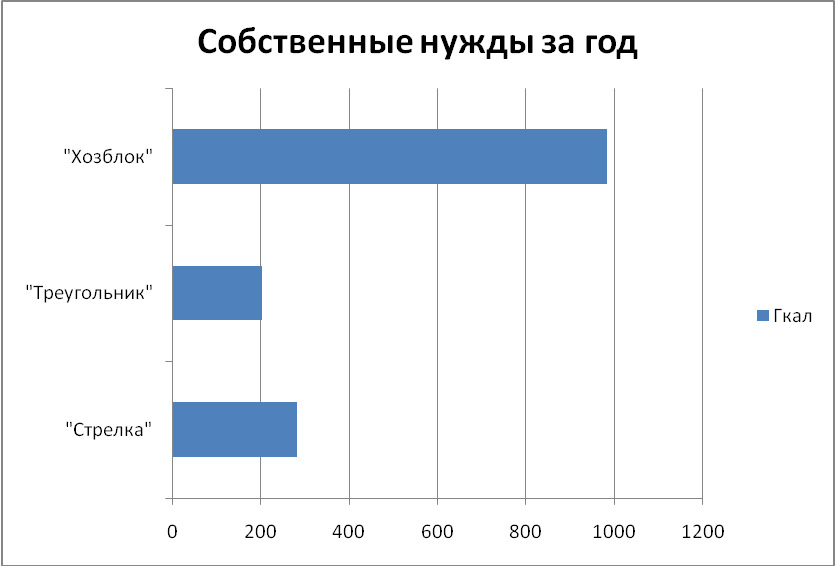 Собственные нужды за год
"Хозблок"
"Треугольник"
"Стрелка"
Гкал
0 200 400 600 800 1000 1200